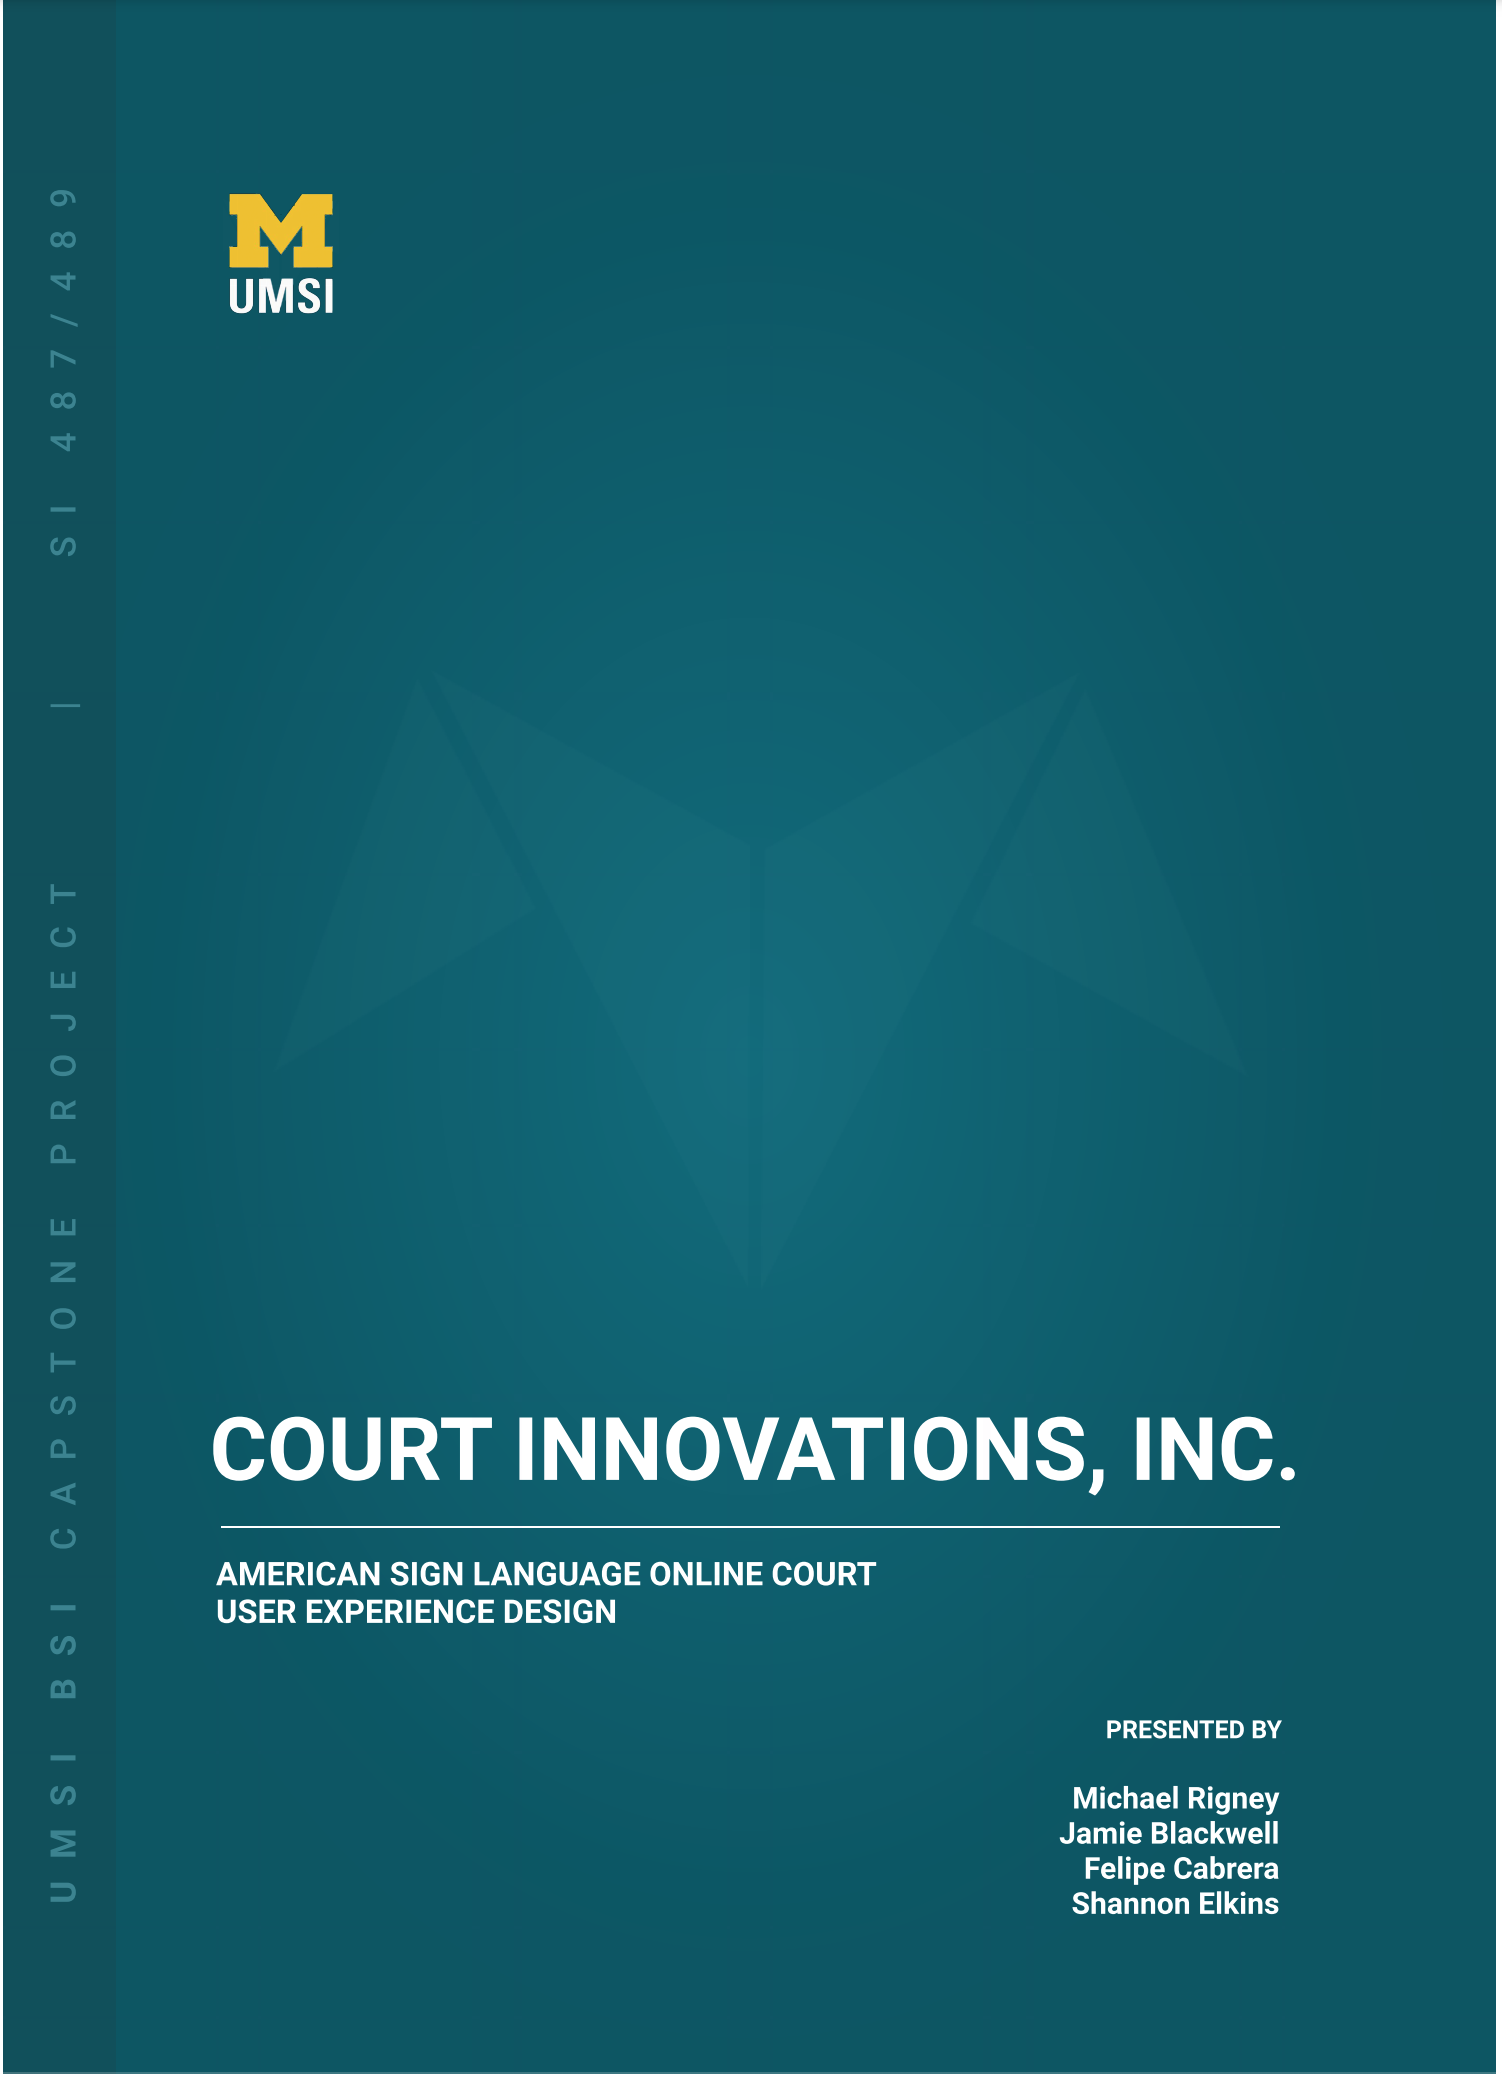 UMSI BSI CAPSTONE PROJECT | SI 487/489
M
UMSI
COURT INNOVATIONS, INC.
AMERICAN SIGN LANGUAGE ONLINE COURT
USER EXPERIENCE DESIGN
PRESENTED BY
Michael Rigney
Jamie Blackwell
Felipe Cabrera
Shannon Elkins